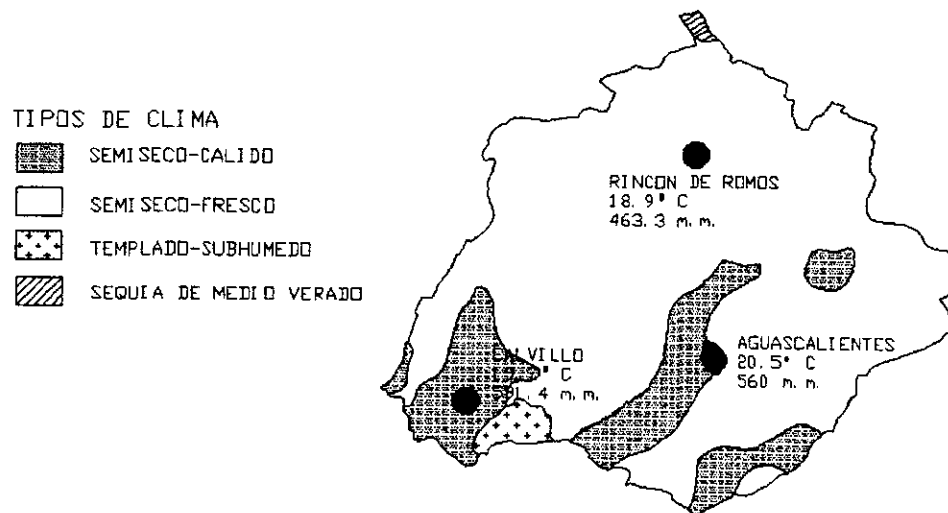 TIPOS DE CLIMA
SEMISECO-CALIDO
SEMISECO-FRESCO
TEMPLADO-SUBHUMEDO
SEQUIA DE MEDIO VERADO
RINCON DE ROMOS
18.9° C
463.3 m.m.
AGUASCALIENTES
20.5° C
560 m.m.
CALVILLO
° C
m.m.